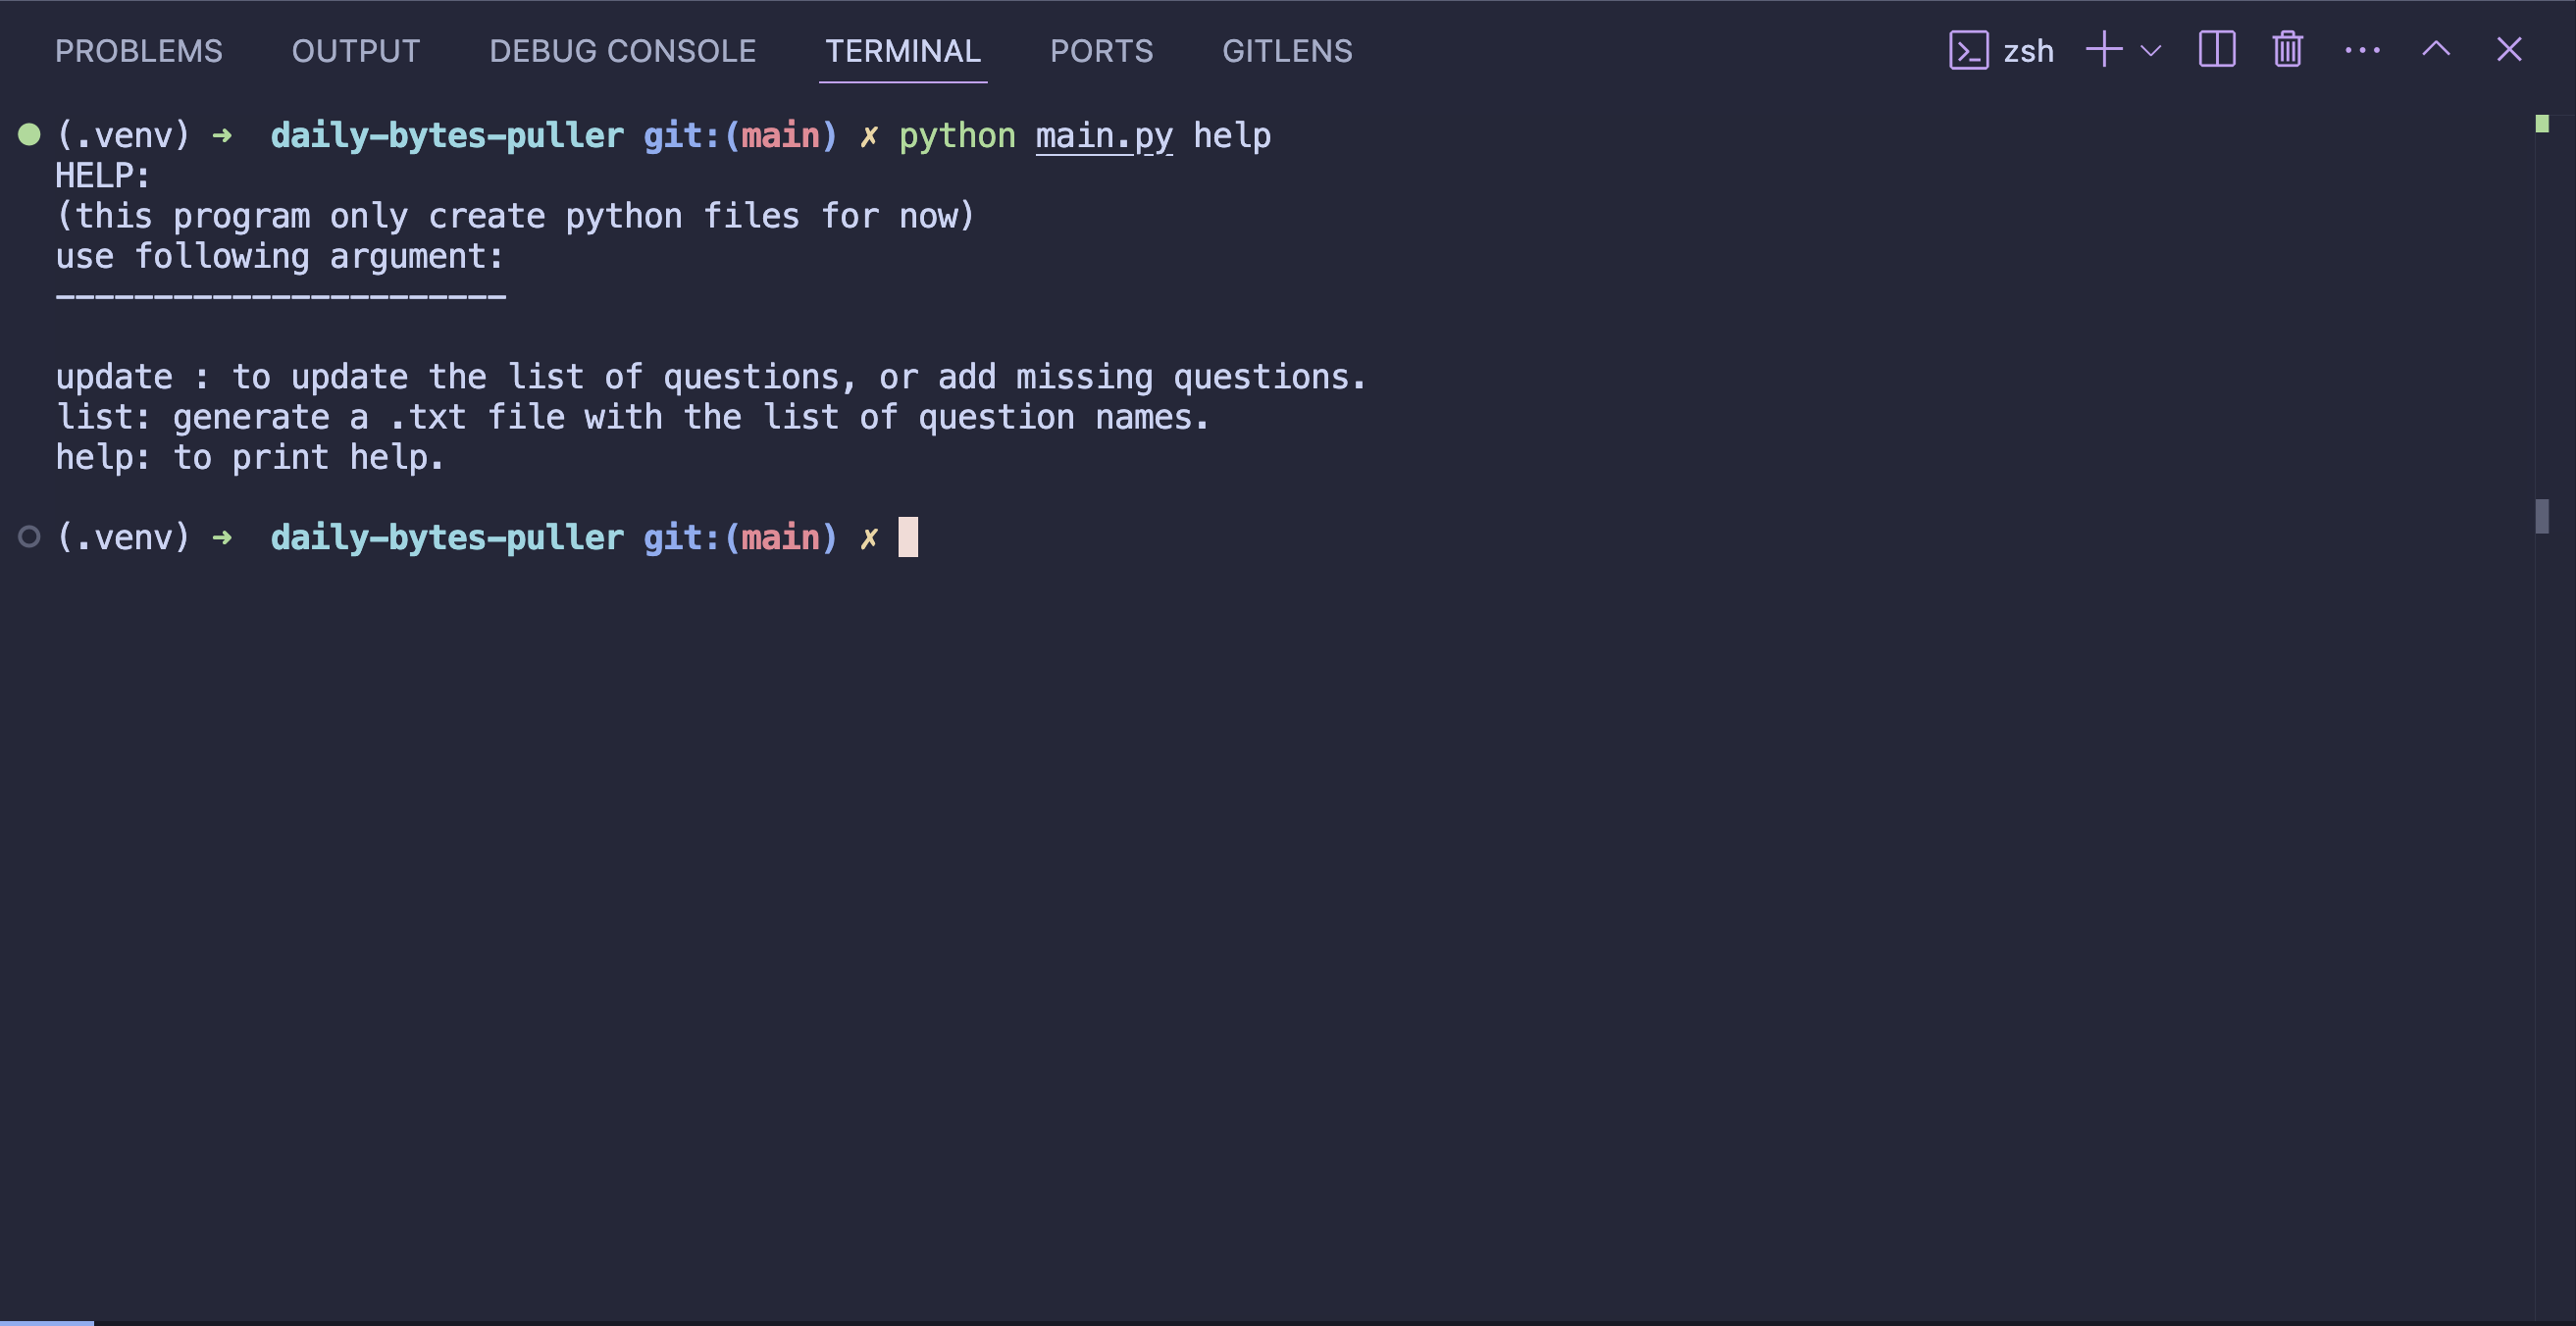 PROBLEMS OUTPUT DEBUG CONSOLE TERMINAL PORTS GITLENS zsh
(.venv) ➜ daily-bytes-puller git:(main) ✗ python main.py help
HELP:
(this program only create python files for now)
use following argument:
-----------------------
update : to update the list of questions, or add missing questions.
list: generate a .txt file with the list of question names.
help: to print help.
(.venv) ➜ daily-bytes-puller git:(main) ✗